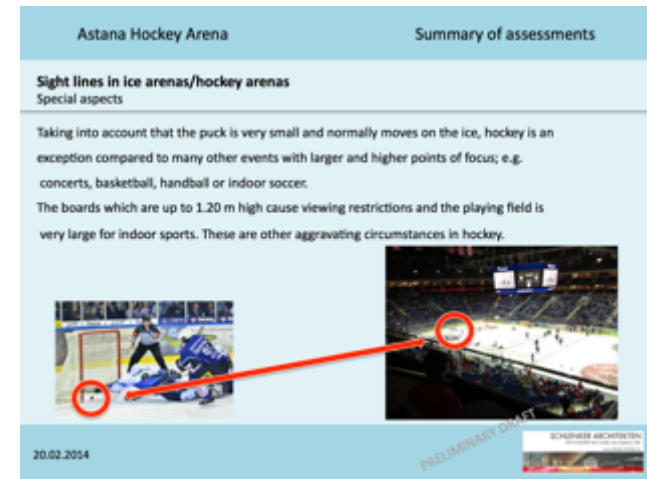 Astana Hockey Arena
Summary of assessments
Sight lines in ice arenas/hockey arenas
Special aspects
Taking into account that the puck is very small and normally moves on the ice, hockey is an
exception compared to many other events with larger and higher points of focus; e.g.
concerts, basketball, handball or indoor soccer.
The boards which are up to 1.20 m high cause viewing restrictions and the playing field is
very large for indoor sports. These are other aggravating circumstances in hockey.
20.02.2014
PRELIMINARY DRAFT
SCHLENKER ARCHITEKTEN